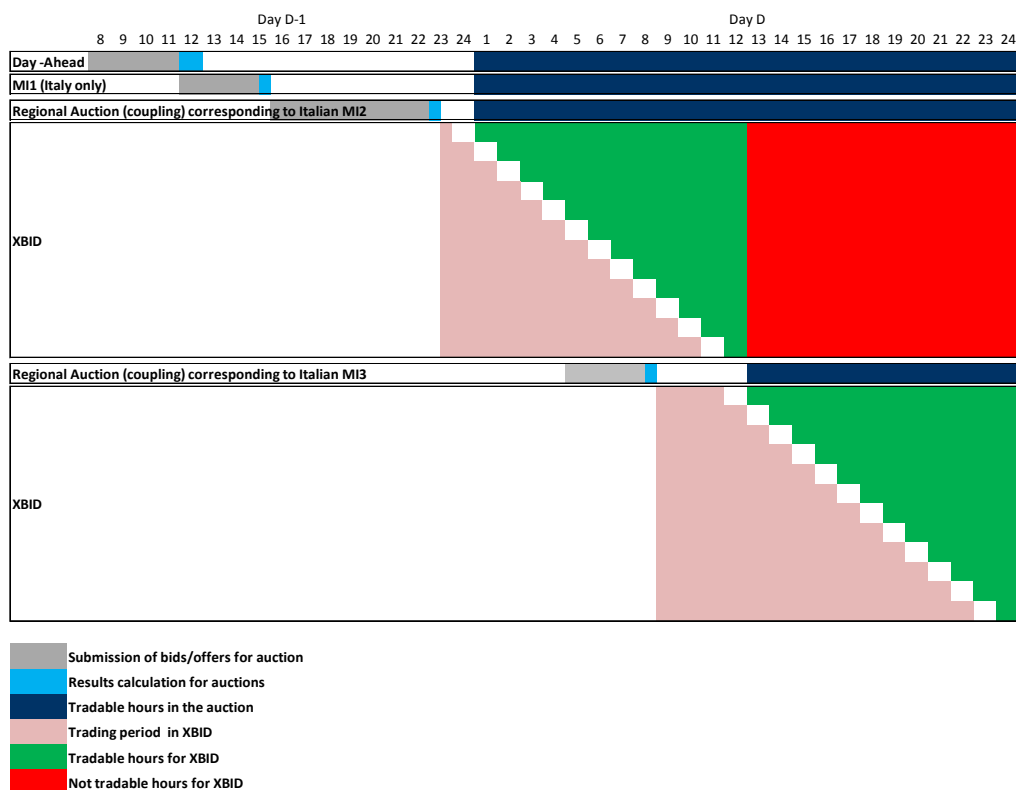 Day D-1 Day D
8 9 10 11 12 13 14 15 16 17 18 19 20 21 22 23 24 1 2 3 4 5 6 7 8 9 10 11 12 13 14 15 16 17 18 19 20 21 22 23 24
Day -Ahead
MI1 (Italy only)
Regional Auction (coupling) corresponding to Italian MI2
XBID
Regional Auction (coupling) corresponding to Italian MI3
XBID
Submission of bids/offers for auction
Results calculation for auctions
Tradable hours in the auction
Trading period in XBID
Tradable hours for XBID
Not tradable hours for XBID